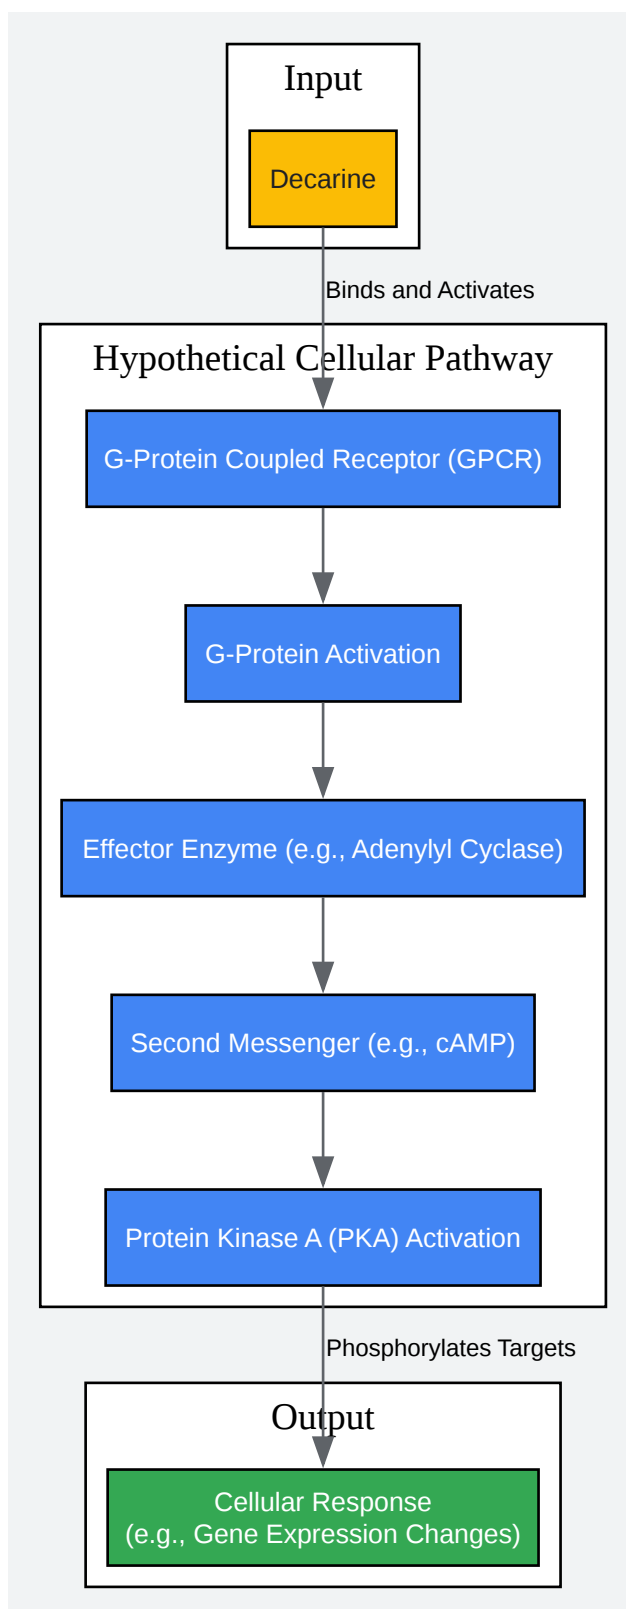 Input
Decarine
Binds and Activates
Hypothetical Cellular Pathway
G-Protein Coupled Receptor (GPCR)
G-Protein Activation
Effector Enzyme (e.g., Adenylyl Cyclase)
Second Messenger (e.g., cAMP)
Protein Kinase A (PKA) Activation
Phosphorylates Targets
Output
Cellular Response
(e.g., Gene Expression Changes)